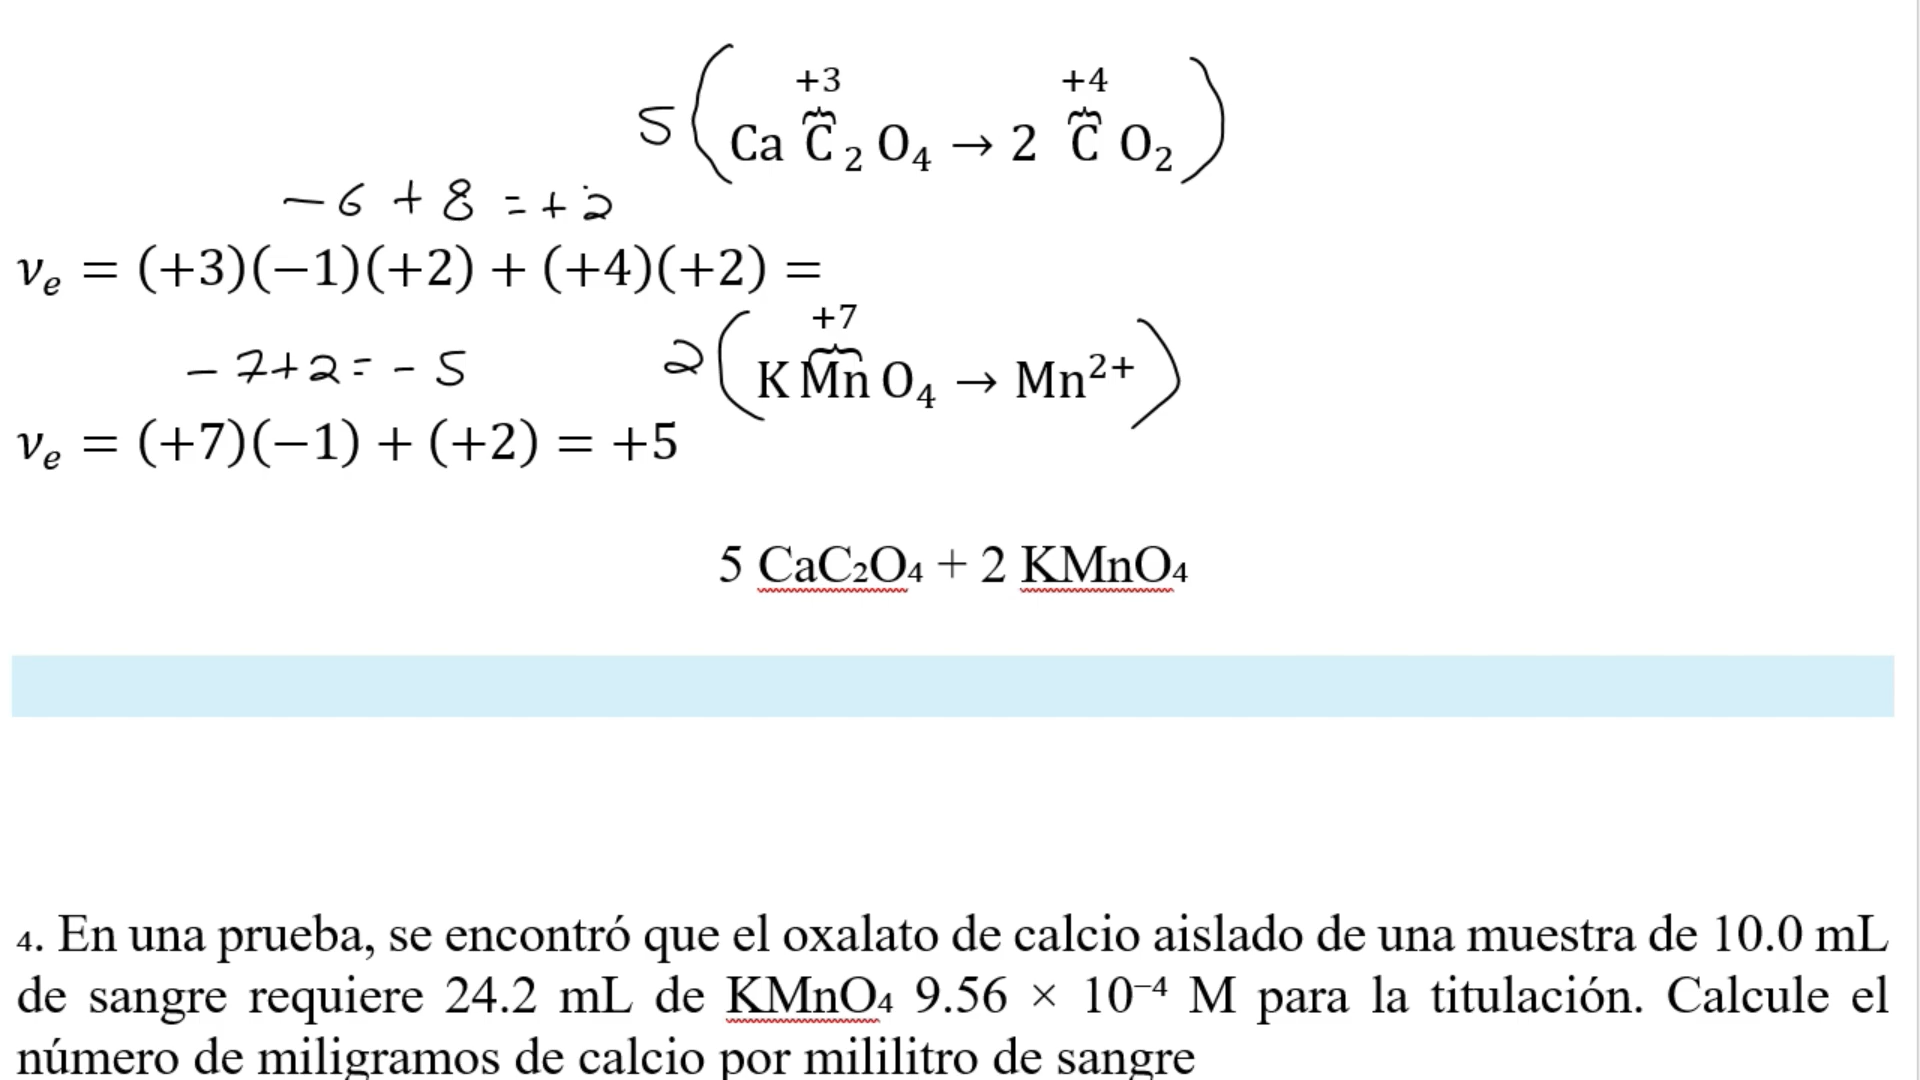 +3 +4
5 ( Ca C₂ O₄ → 2 C O₂ )
− 6 + 8 = + 2
νₑ = (+3)(−1)(+2) + (+4)(+2) =
+7
− 7 + 2 = − 5 2 ( K Mn O₄ → Mn²⁺ )
νₑ = (+7)(−1) + (+2) = +5
5 CaC₂O₄ + 2 KMnO₄
4. En una prueba, se encontró que el oxalato de calcio aislado de una muestra de 10.0 mL
de sangre requiere 24.2 mL de KMnO₄ 9.56 × 10⁻⁴ M para la titulación. Calcule el
número de miligramos de calcio por mililitro de sangre